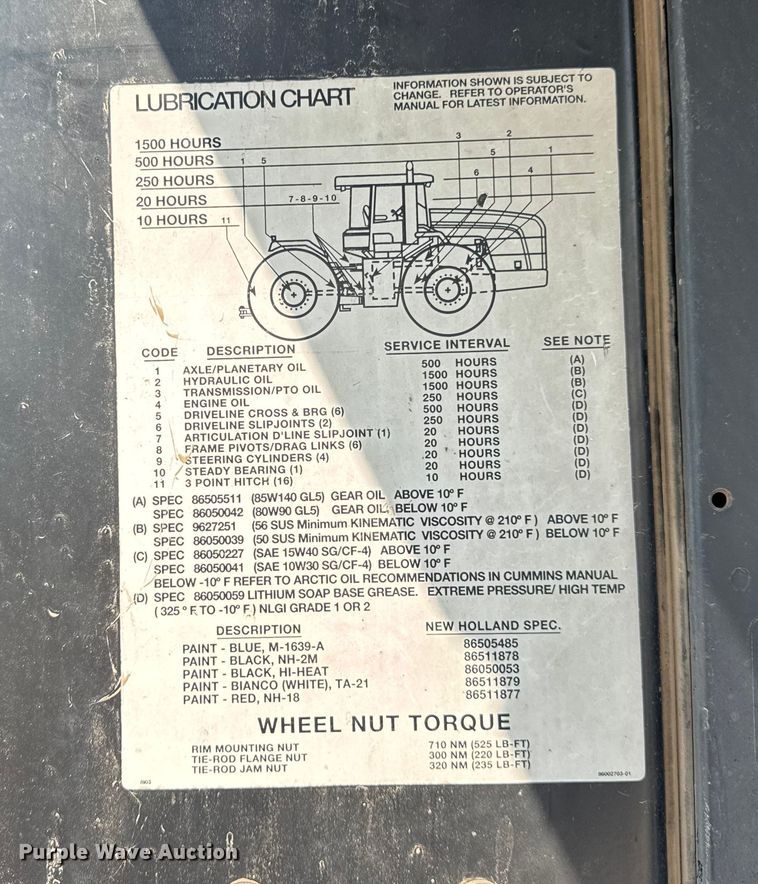 LUBRICATION CHART
INFORMATION SHOWN IS SUBJECT TO
CHANGE. REFER TO OPERATOR'S
MANUAL FOR LATEST INFORMATION.
1500 HOURS 3 2
500 HOURS 1 5 5 1
250 HOURS 6 4
20 HOURS 7-8-9-10
10 HOURS 11
CODE DESCRIPTION SERVICE INTERVAL SEE NOTE
1 AXLE/PLANETARY OIL 500 HOURS (A)
2 HYDRAULIC OIL 1500 HOURS (B)
3 TRANSMISSION/PTO OIL 1500 HOURS (B)
4 ENGINE OIL 250 HOURS (C)
5 DRIVELINE CROSS & BRG (6) 500 HOURS (D)
6 DRIVELINE SLIPJOINTS (2) 250 HOURS (D)
7 ARTICULATION D'LINE SLIPJOINT (1) 20 HOURS (D)
8 FRAME PIVOTS/DRAG LINKS (6) 20 HOURS (D)
9 STEERING CYLINDERS (4) 20 HOURS (D)
10 STEADY BEARING (1) 20 HOURS (D)
11 3 POINT HITCH (16) 10 HOURS (D)
(A) SPEC 86505511 (85W140 GL5) GEAR OIL ABOVE 10° F
SPEC 86050042 (80W90 GL5) GEAR OIL BELOW 10° F
(B) SPEC 9627251 (56 SUS Minimum KINEMATIC VISCOSITY @ 210° F) ABOVE 10° F
SPEC 86050039 (50 SUS Minimum KINEMATIC VISCOSITY @ 210° F) BELOW 10° F
(C) SPEC 86050227 (SAE 15W40 SG/CF-4) ABOVE 10° F
SPEC 86050041 (SAE 10W30 SG/CF-4) BELOW 10° F
BELOW -10° F REFER TO ARCTIC OIL RECOMMENDATIONS IN CUMMINS MANUAL
(D) SPEC 86050059 LITHIUM SOAP BASE GREASE. EXTREME PRESSURE/ HIGH TEMP
(325 ° F. TO -10° F) NLGI GRADE 1 OR 2
DESCRIPTION NEW HOLLAND SPEC.
PAINT - BLUE, M-1639-A 86505485
PAINT - BLACK, NH-2M 86511878
PAINT - BLACK, HI-HEAT 86050053
PAINT - BIANCO (WHITE), TA-21 86511879
PAINT - RED, NH-18 86511877
WHEEL NUT TORQUE
RIM MOUNTING NUT 710 NM (525 LB-FT)
TIE-ROD FLANGE NUT 300 NM (220 LB-FT)
TIE-ROD JAM NUT 320 NM (235 LB-FT)
86002703-01
Purple Wave Auction